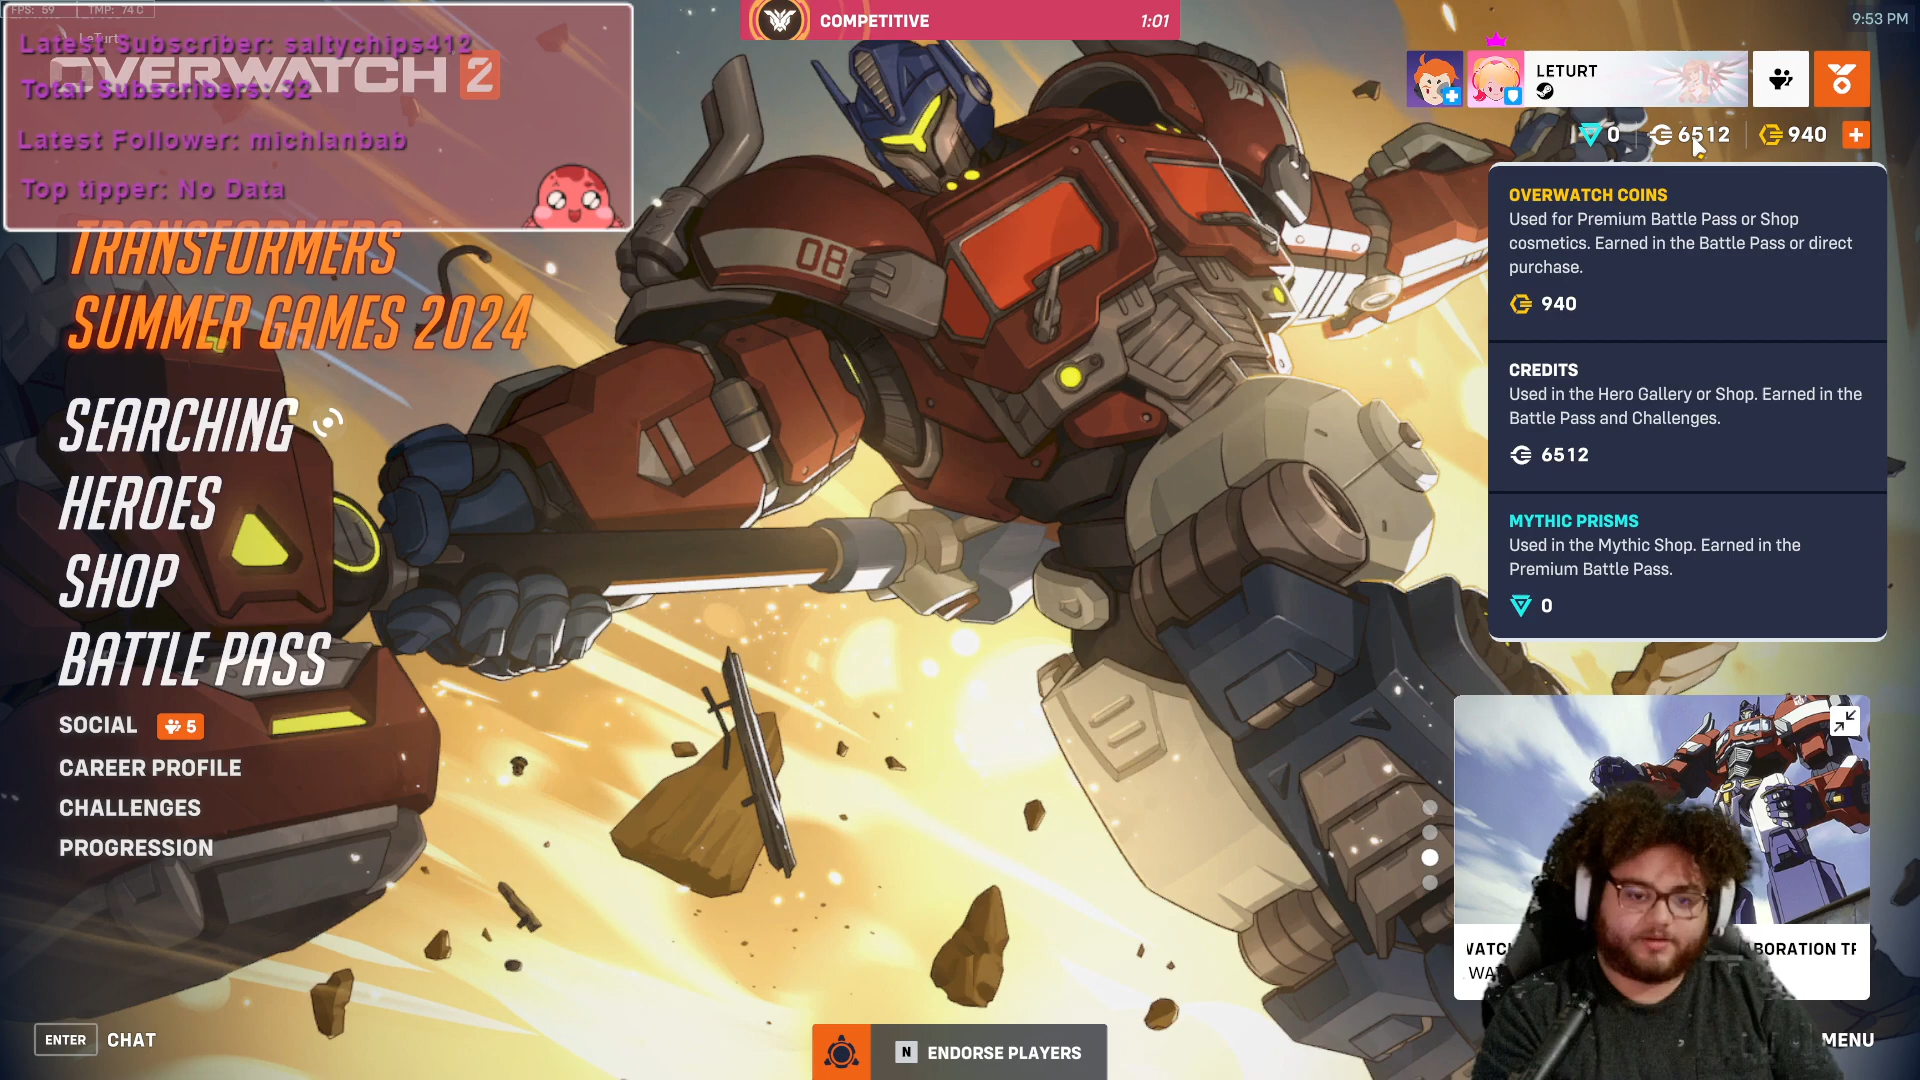 FPS: 59
TMP: 74 C
LeTurt
Latest Subscriber: saltychips412
OVERWATCH 2
Total Subscribers: 32
Latest Follower: michlanbab
Top tipper: No Data
TRANSFORMERS
SUMMER GAMES 2024
SEARCHING
HEROES
SHOP
BATTLE PASS
SOCIAL 5
CAREER PROFILE
CHALLENGES
PROGRESSION
ENTER CHAT
COMPETITIVE 1:01
08
N ENDORSE PLAYERS
9:53 PM
LETURT
0 6512 940 +
OVERWATCH COINS
Used for Premium Battle Pass or Shop
cosmetics. Earned in the Battle Pass or direct
purchase.
940
CREDITS
Used in the Hero Gallery or Shop. Earned in the
Battle Pass and Challenges.
6512
MYTHIC PRISMS
Used in the Mythic Shop. Earned in the
Premium Battle Pass.
0
MENU